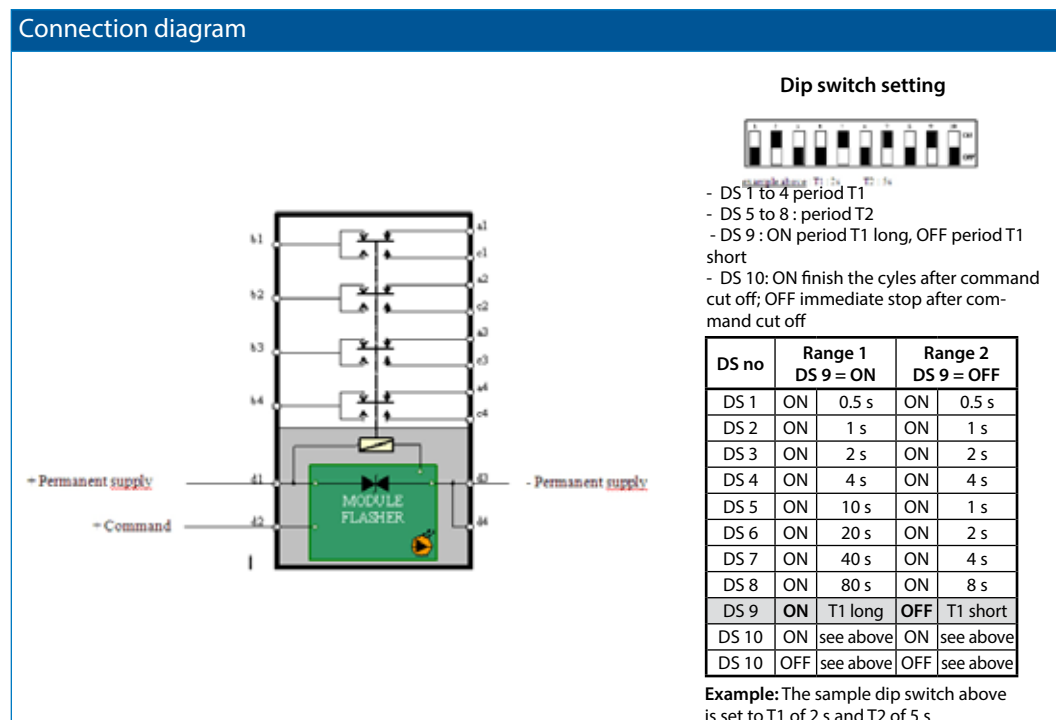 Connection diagram
Dip switch setting
ON
OFF
example above : T1 : 2s T2 : 5s
- DS 1 to 4 period T1
- DS 5 to 8 : period T2
- DS 9 : ON period T1 long, OFF period T1
short
- DS 10: ON finish the cyles after command
cut off; OFF immediate stop after com-
mand cut off
b1
a1
c1
b2
a2
c2
b3
a3
c3
b4
a4
c4
+ Permanent supply
d1
d3
- Permanent supply
MODULE
FLASHER
+ Command
d2
d4
DS no Range 1 DS 9 = ON Range 2 DS 9 = OFF
DS 1 ON 0.5 s ON 0.5 s
DS 2 ON 1 s ON 1 s
DS 3 ON 2 s ON 2 s
DS 4 ON 4 s ON 4 s
DS 5 ON 10 s ON 1 s
DS 6 ON 20 s ON 2 s
DS 7 ON 40 s ON 4 s
DS 8 ON 80 s ON 8 s
DS 9 ON T1 long OFF T1 short
DS 10 ON see above ON see above
DS 10 OFF see above OFF see above
Example: The sample dip switch above
is set to T1 of 2 s and T2 of 5 s